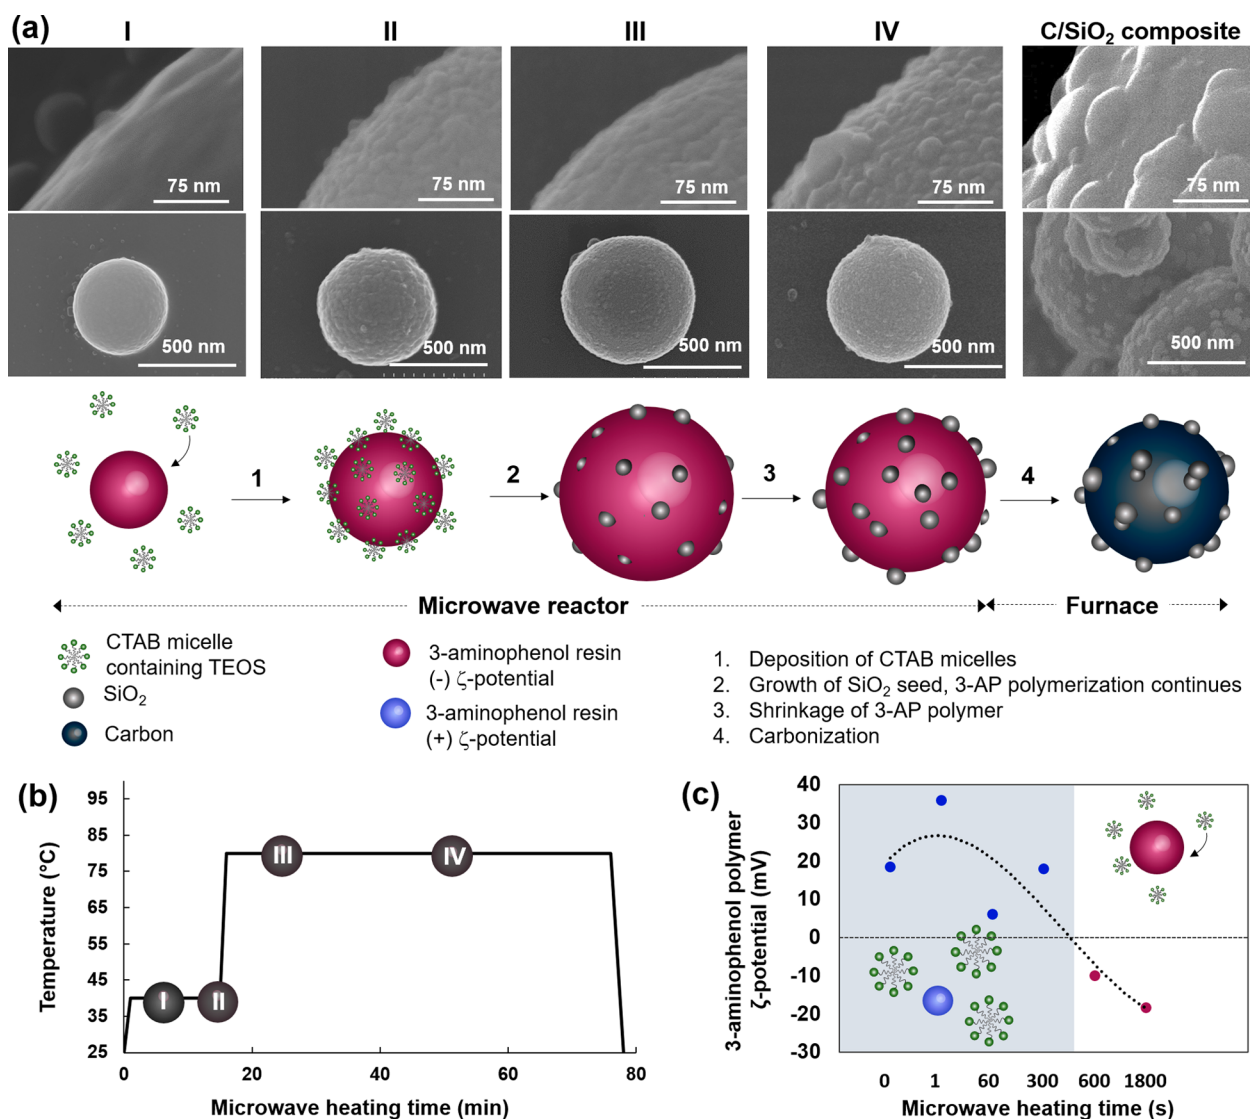 (a)
I
II
III
IV
C/SiO₂ composite
75 nm
75 nm
75 nm
75 nm
75 nm
500 nm
500 nm
500 nm
500 nm
500 nm
1
2
3
4
Microwave reactor
Furnace
CTAB micelle
containing TEOS
SiO₂
Carbon
3-aminophenol resin
(-) ζ-potential
3-aminophenol resin
(+) ζ-potential
1. Deposition of CTAB micelles
2. Growth of SiO₂ seed, 3-AP polymerization continues
3. Shrinkage of 3-AP polymer
4. Carbonization
(b)
Temperature (°C)
95
85
75
65
55
45
35
25
I
II
III
IV
0
20
40
60
80
Microwave heating time (min)
(c)
3-aminophenol polymer
ζ-potential (mV)
40
30
20
10
0
-10
-20
-30
0
1
60
300
600
1800
Microwave heating time (s)